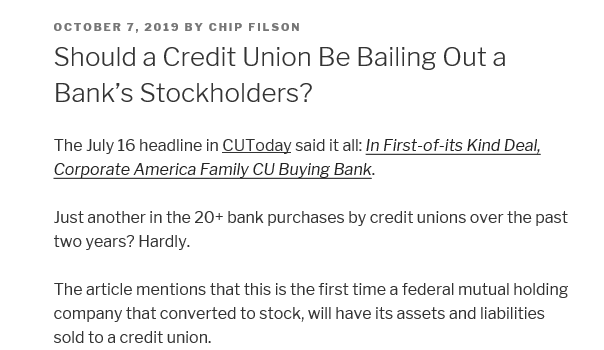 OCTOBER 7, 2019 BY CHIP FILSON
Should a Credit Union Be Bailing Out a
Bank’s Stockholders?
The July 16 headline in CUToday said it all: In First-of-its Kind Deal,
Corporate America Family CU Buying Bank.
Just another in the 20+ bank purchases by credit unions over the past
two years? Hardly.
The article mentions that this is the first time a federal mutual holding
company that converted to stock, will have its assets and liabilities
sold to a credit union.